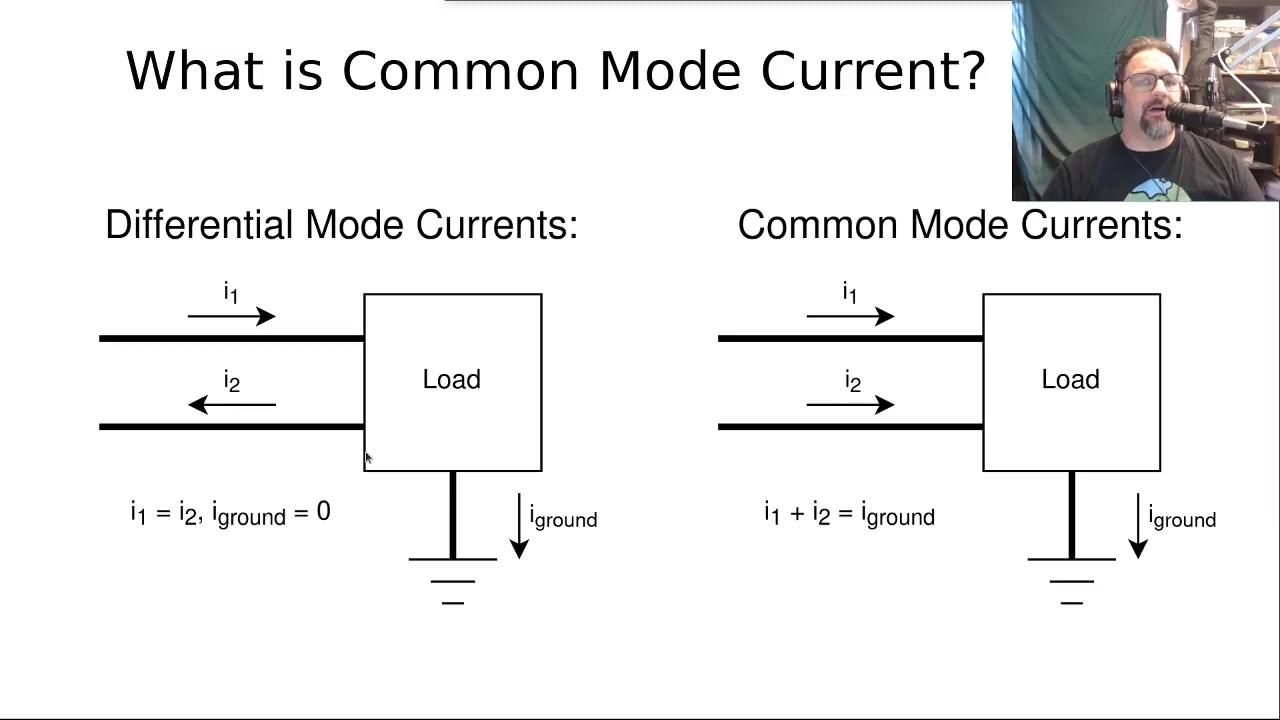 What is Common Mode Current?
Differential Mode Currents:
i1
i2
Load
i1 = i2, iground = 0
iground
Common Mode Currents:
i1
i2
Load
i1 + i2 = iground
iground